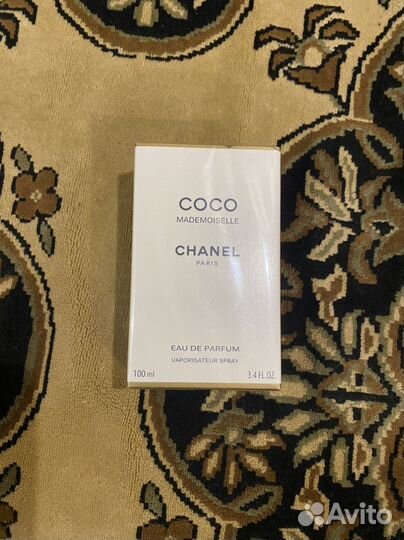 COCO
MADEMOISELLE
CHANEL
PARIS
EAU DE PARFUM
VAPORISATEUR SPRAY
100 ml 3,4 FL.OZ.
Avito